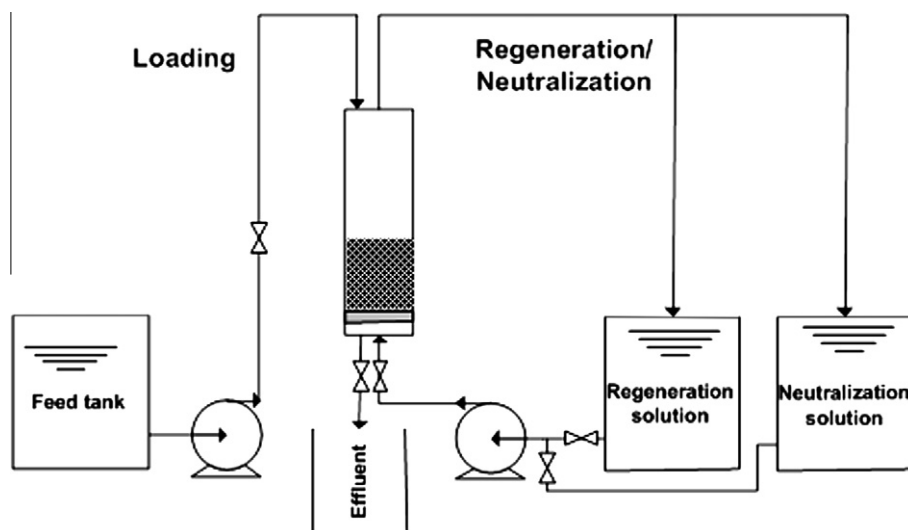 Loading
Regeneration/
Neutralization
Feed tank
Effluent
Regeneration
solution
Neutralization
solution